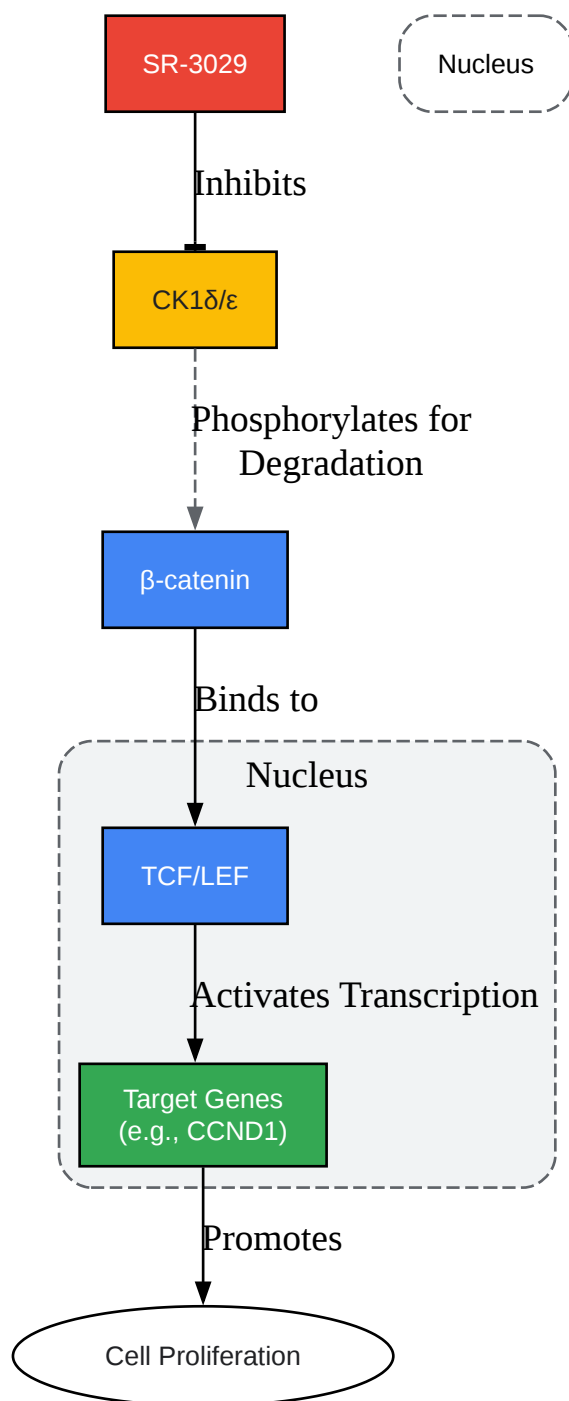 SR-3029
Nucleus
Inhibits
CK1δ/ε
Phosphorylates for
Degradation
β-catenin
Binds to
Nucleus
TCF/LEF
Activates Transcription
Target Genes
(e.g., CCND1)
Promotes
Cell Proliferation